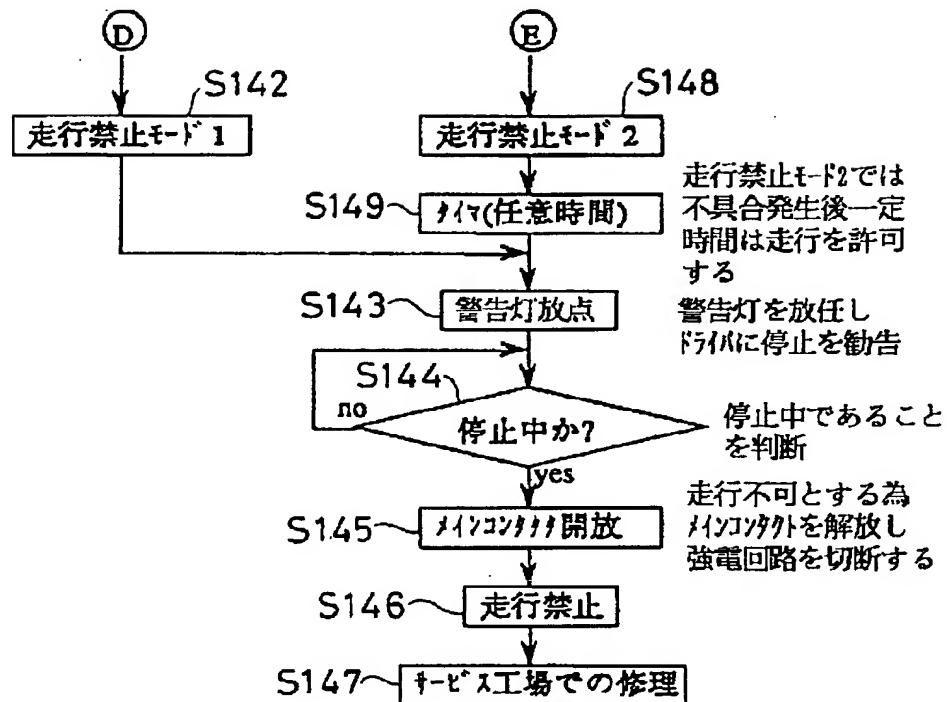 D
E
S142
S148
走行禁止ﾓｰﾄﾞ1
走行禁止ﾓｰﾄﾞ2
走行禁止ﾓｰﾄﾞ2では
不具合発生後一定
時間は走行を許可
する
S149
ﾀｲﾏ(任意時間)
S143
警告灯放点
警告灯を放任し
ﾄﾞﾗｲﾊﾞに停止を勧告
S144
no
停止中か?
停止中であること
を判断
yes
走行不可とする為
ﾒｲﾝｺﾝﾀｸﾄを解放し
強電回路を切断する
S145
ﾒｲﾝｺﾝﾀｸﾀ開放
S146
走行禁止
S147
ｻｰﾋﾞｽ工場での修理